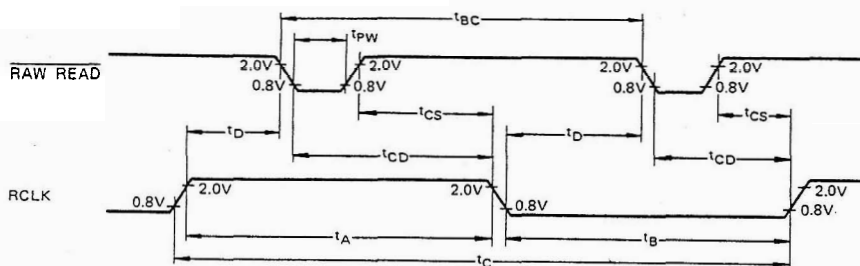 tBC
tPW
RAW READ
2.0V
0.8V
2.0V
0.8V
2.0V
0.8V
2.0V
0.8V
tCS
tCS
tD
tD
tCD
tCD
RCLK
0.8V
2.0V
2.0V
0.8V
2.0V
0.8V
tA
tB
tC